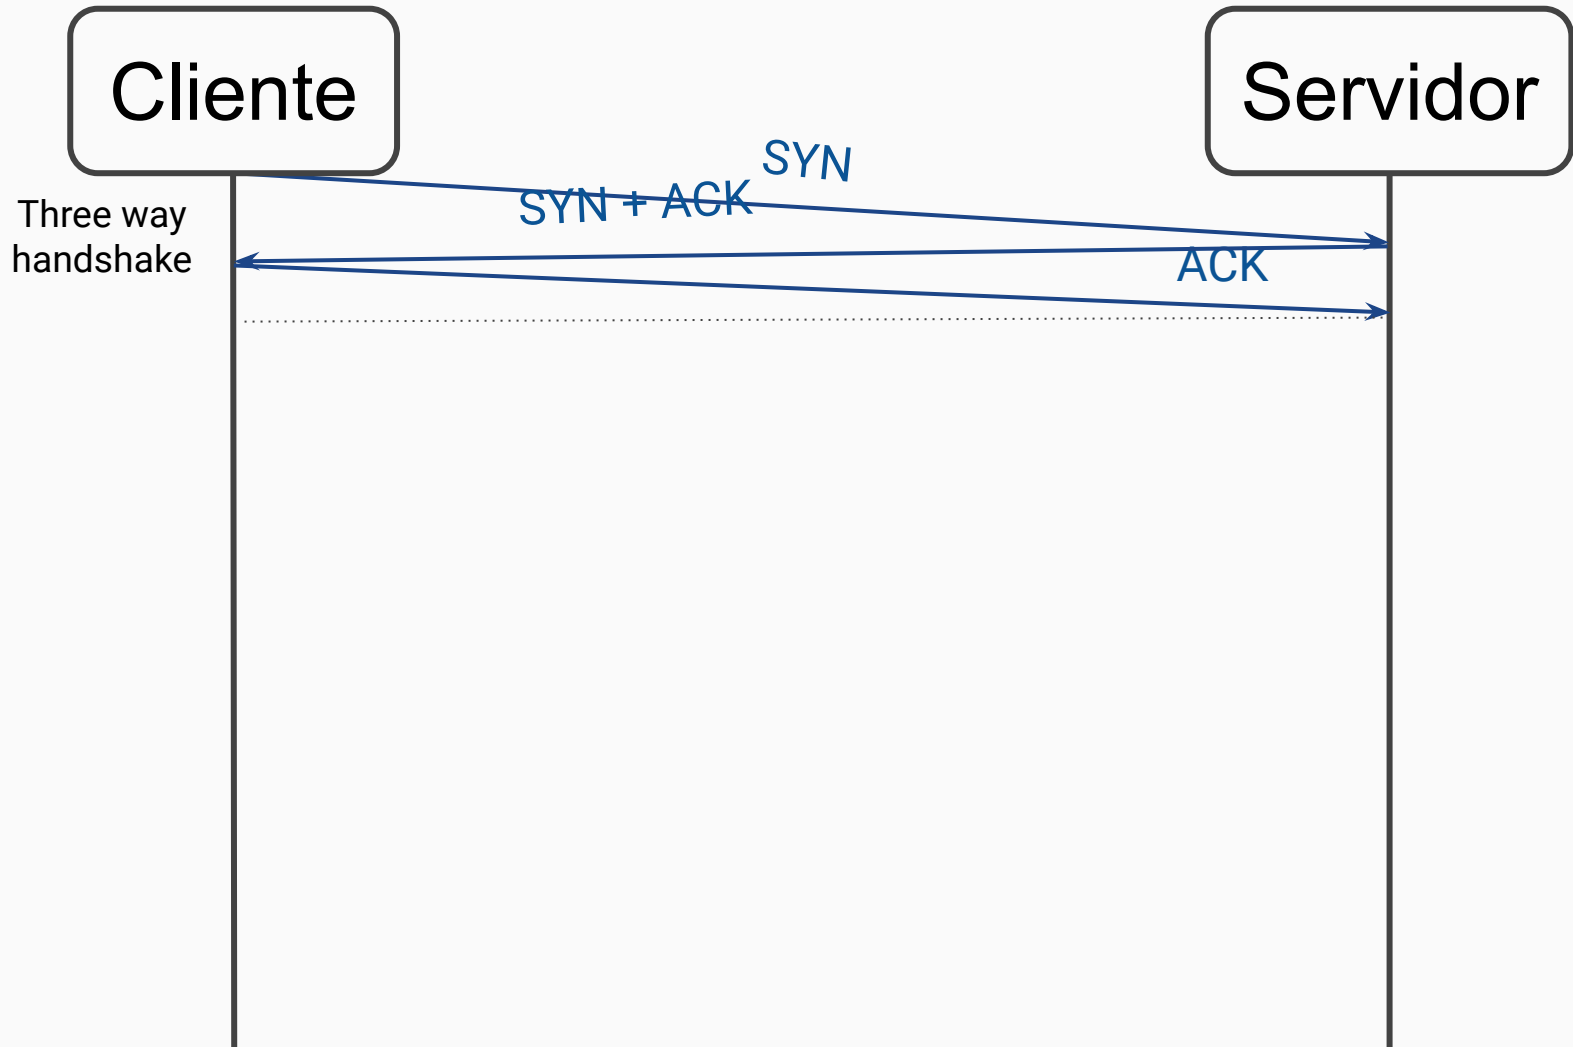 Cliente
Servidor
SYN
SYN + ACK
Three way
handshake
ACK